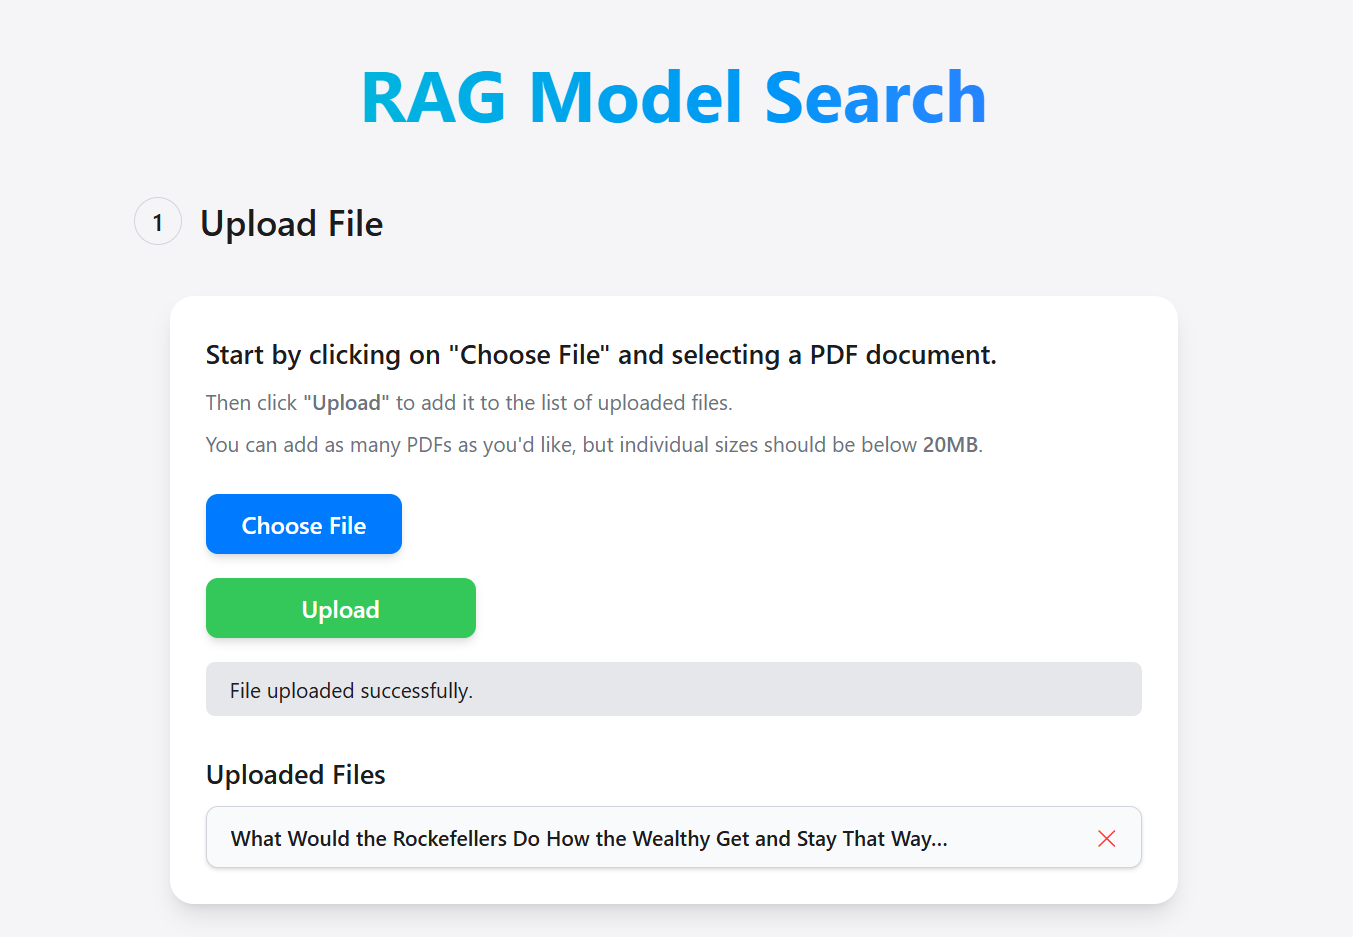 RAG Model Search
1 Upload File
Start by clicking on "Choose File" and selecting a PDF document.
Then click "Upload" to add it to the list of uploaded files.
You can add as many PDFs as you'd like, but individual sizes should be below 20MB.
Choose File
Upload
File uploaded successfully.
Uploaded Files
What Would the Rockefellers Do How the Wealthy Get and Stay That Way...